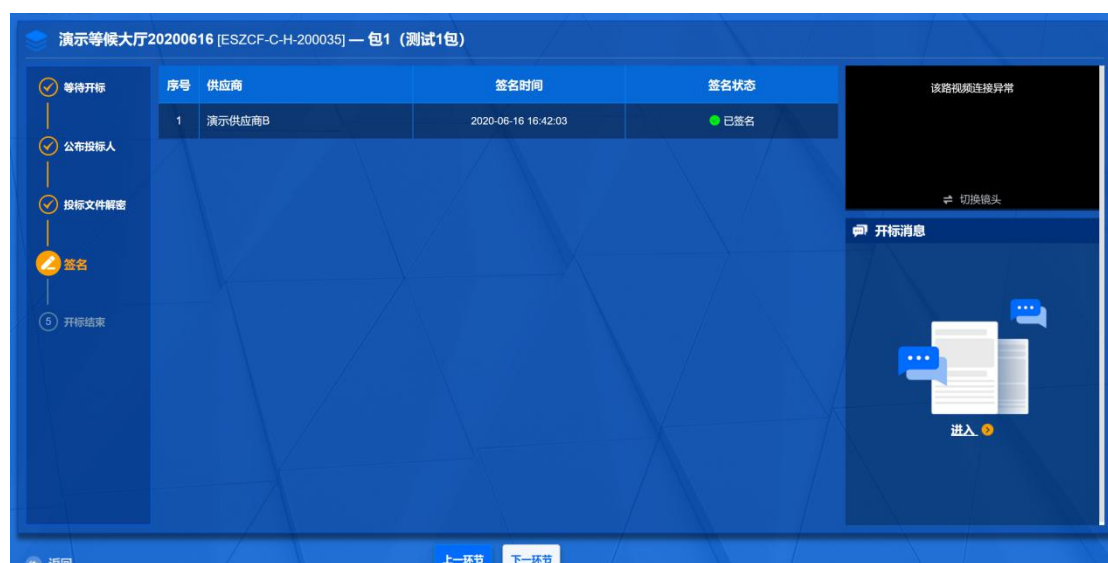 演示等候大厅20200616 [ESZCF-C-H-200035] — 包1（测试1包）
等待开标
公布投标人
投标文件解密
签名
5 开标结束
序号 供应商 签名时间 签名状态
1 演示供应商B 2020-06-16 16:42:03 已签名
该路视频连接异常
切换镜头
开标消息
进入
返回
上一环节 下一环节